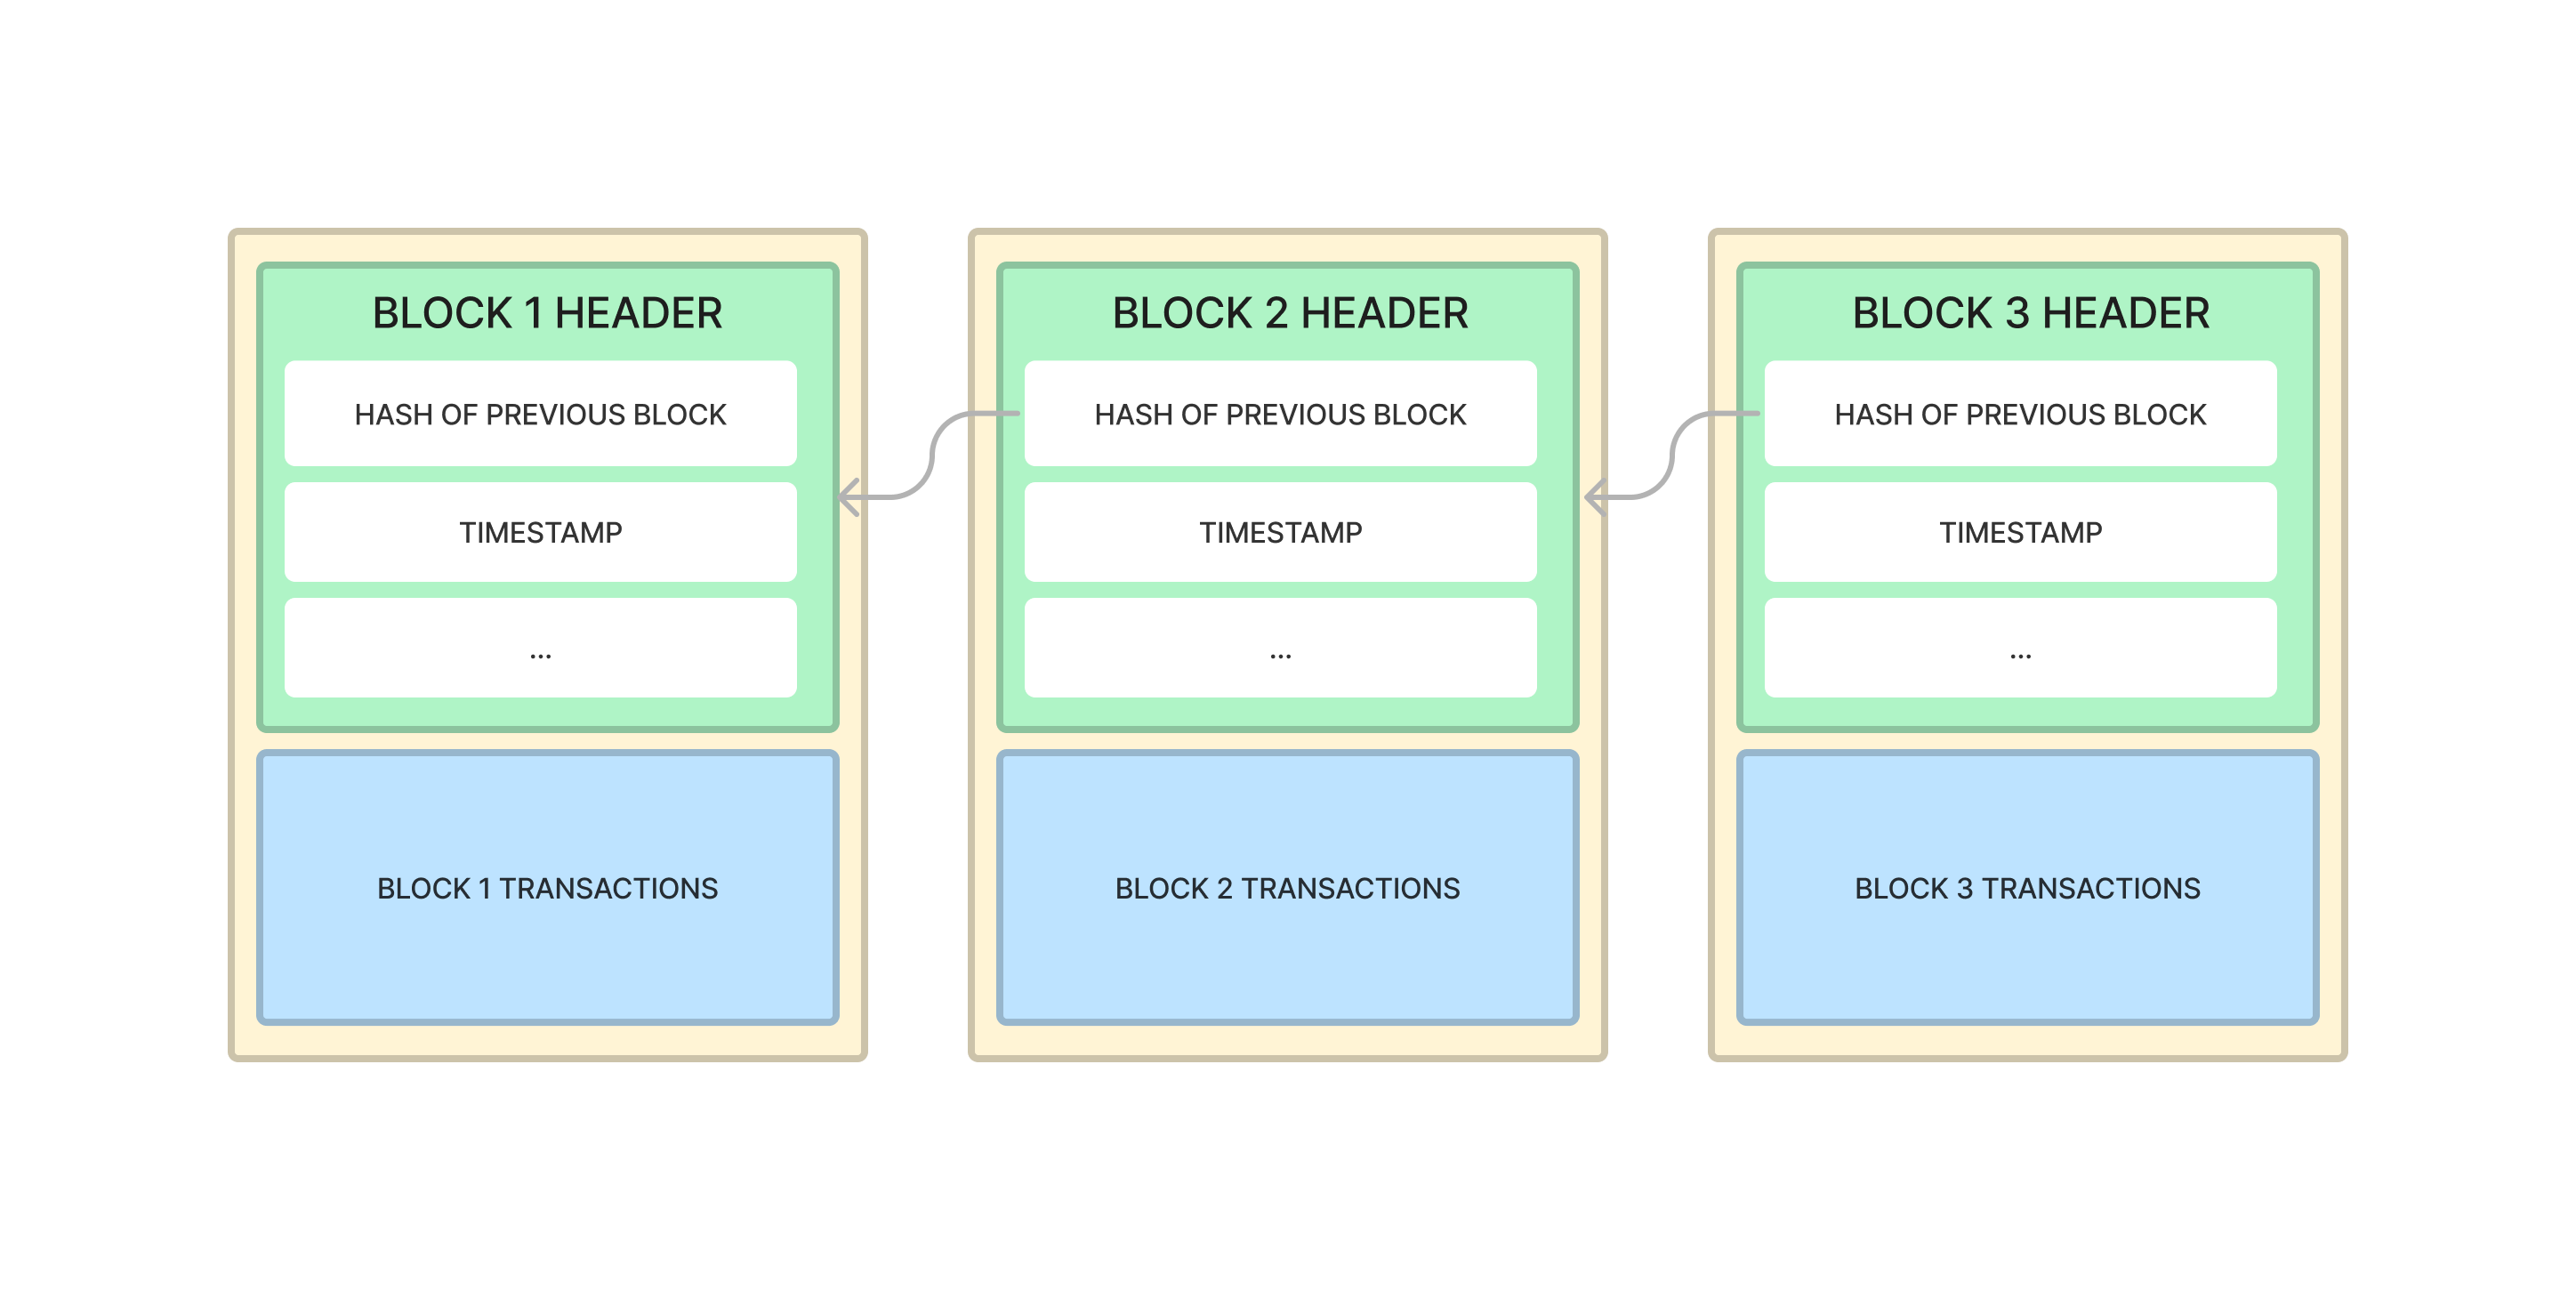 BLOCK 1 HEADER
HASH OF PREVIOUS BLOCK
TIMESTAMP
...
BLOCK 1 TRANSACTIONS
BLOCK 2 HEADER
HASH OF PREVIOUS BLOCK
TIMESTAMP
...
BLOCK 2 TRANSACTIONS
BLOCK 3 HEADER
HASH OF PREVIOUS BLOCK
TIMESTAMP
...
BLOCK 3 TRANSACTIONS